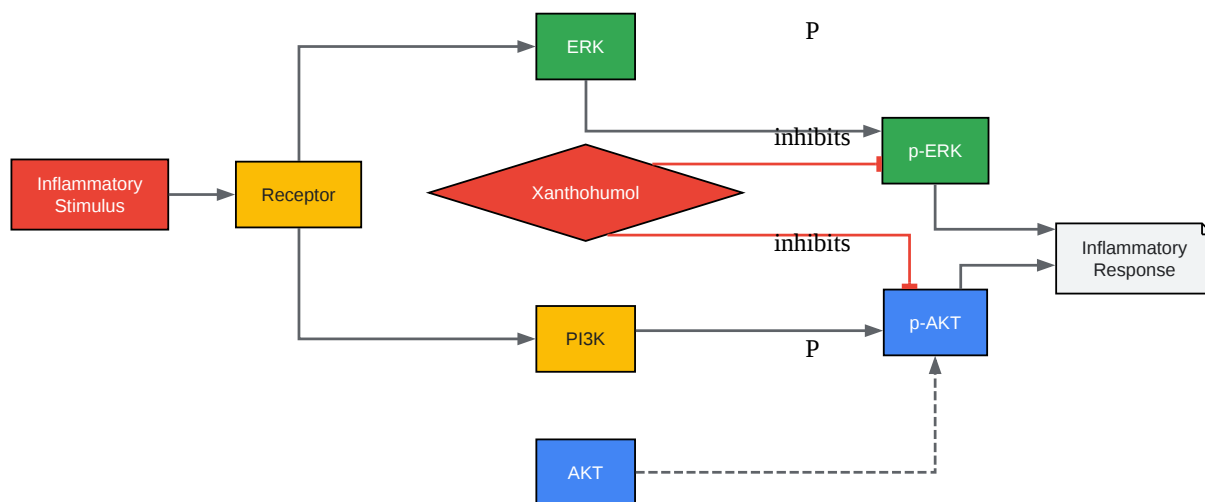 P
ERK
inhibits
p-ERK
Inflammatory
Stimulus
Receptor
Xanthohumol
inhibits
Inflammatory
Response
PI3K
p-AKT
P
AKT